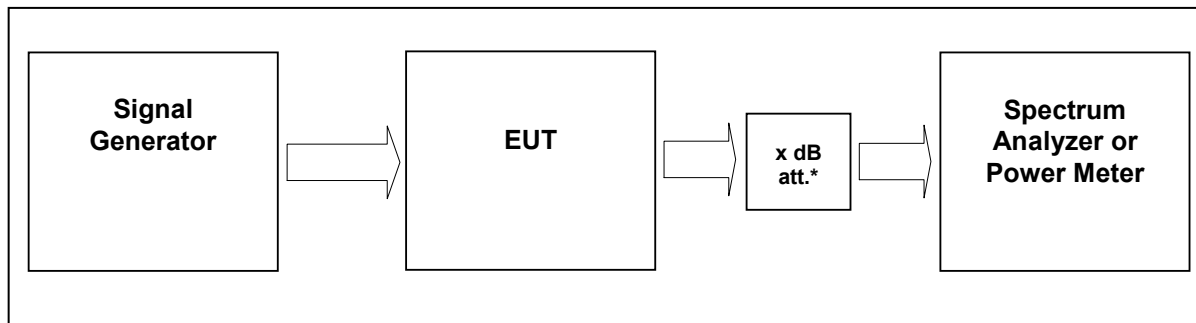 Signal
Generator
EUT
x dB
att.*
Spectrum
Analyzer or
Power Meter